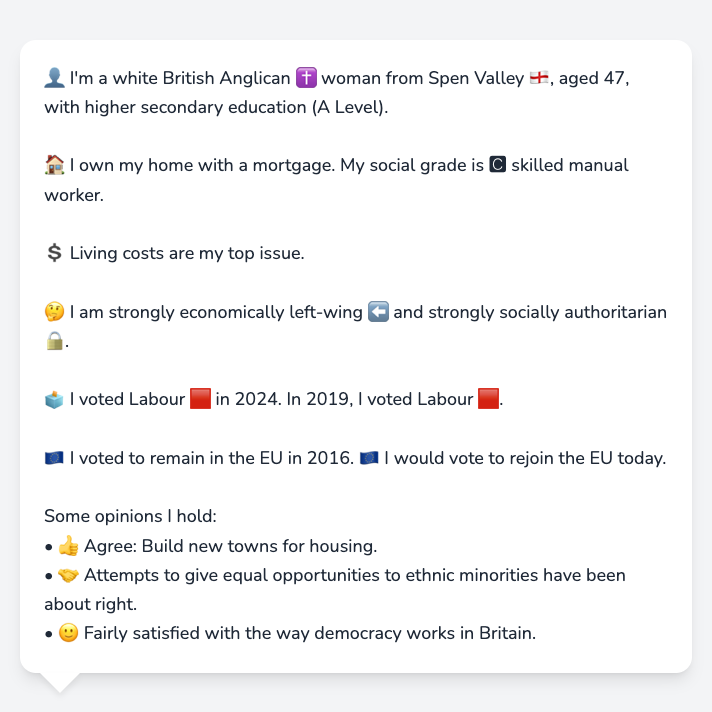 👤 I'm a white British Anglican ✝️ woman from Spen Valley 🏴󠁧󠁢󠁥󠁮󠁧󠁿, aged 47,
with higher secondary education (A Level).
🏠 I own my home with a mortgage. My social grade is 🅲 skilled manual
worker.
💲 Living costs are my top issue.
🤔 I am strongly economically left-wing ⬅️ and strongly socially authoritarian
🔒.
🗳️ I voted Labour 🟥 in 2024. In 2019, I voted Labour 🟥.
🇪🇺 I voted to remain in the EU in 2016. 🇪🇺 I would vote to rejoin the EU today.
Some opinions I hold:
• 👍 Agree: Build new towns for housing.
• 🤝 Attempts to give equal opportunities to ethnic minorities have been
about right.
• 🙂 Fairly satisfied with the way democracy works in Britain.